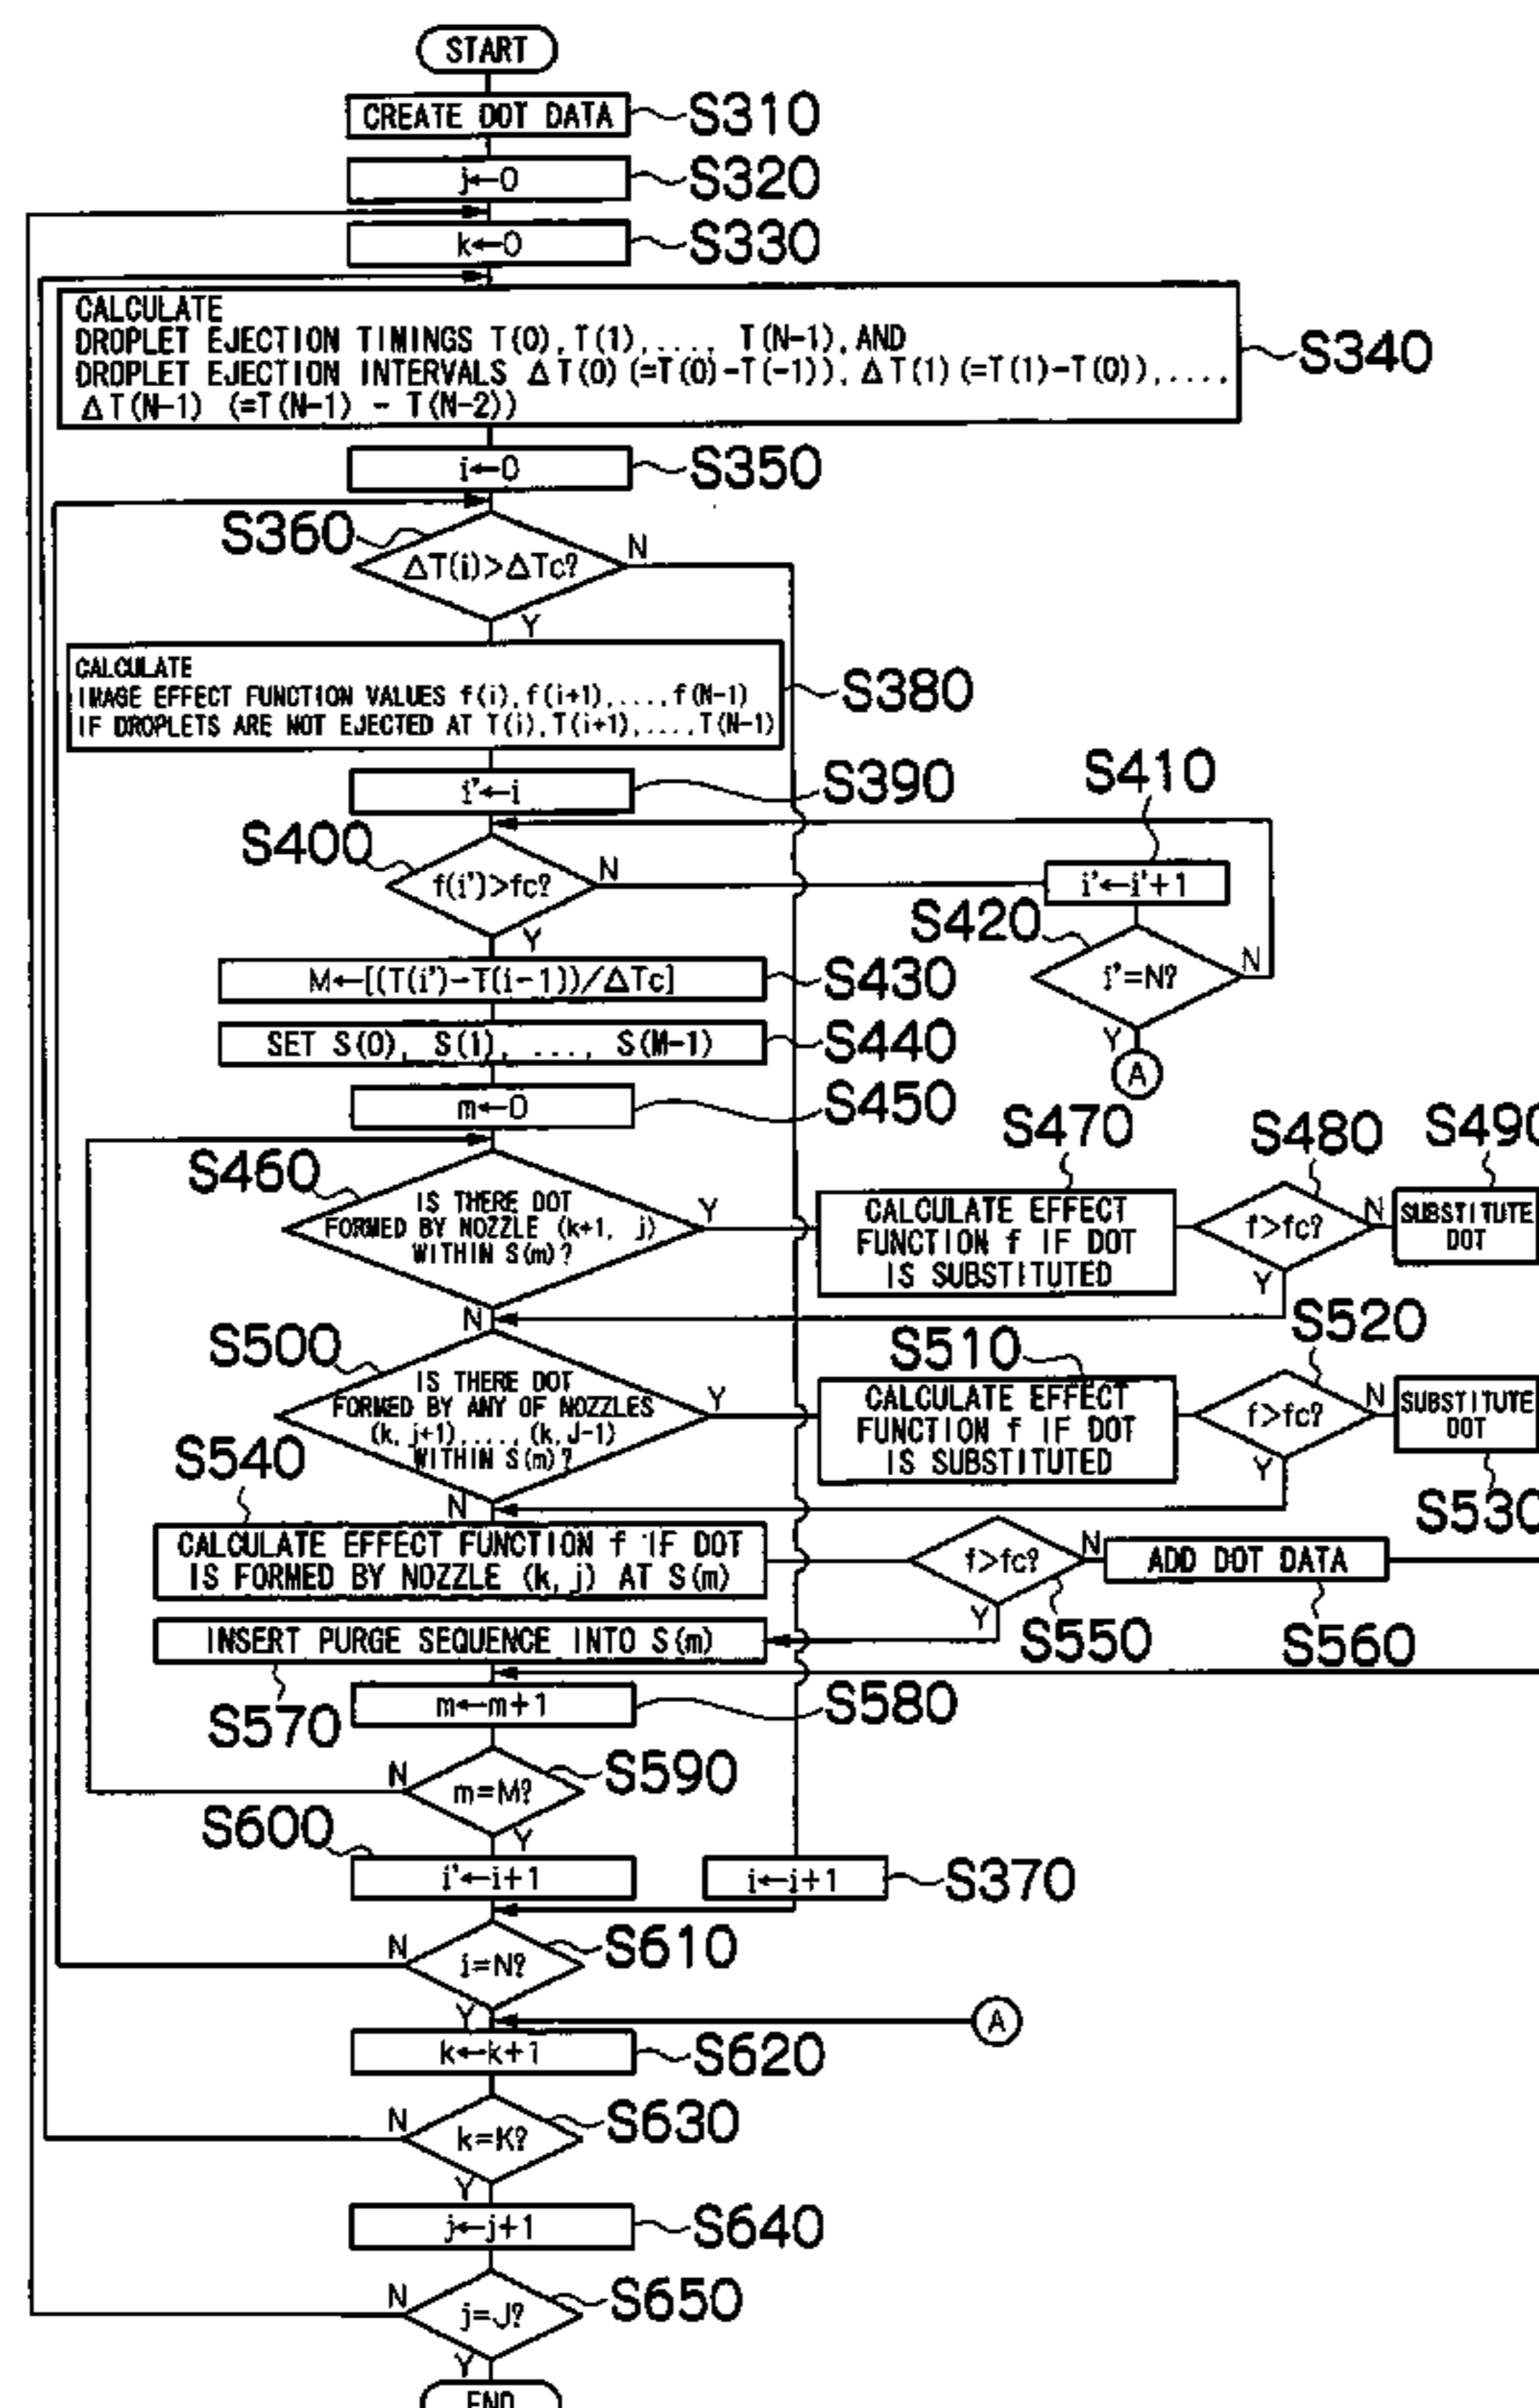 START
CREATE DOT DATA
S310
j←0
S320
k←0
S330
CALCULATE
DROPLET EJECTION TIMINGS T(0), T(1), ...., T(N-1), AND
DROPLET EJECTION INTERVALS ΔT(0) (=T(0)-T(-1)), ΔT(1) (=T(1)-T(0)), ....,
ΔT(N-1) (=T(N-1) - T(N-2))
S340
i←0
S350
S360
ΔT(i)>ΔTc?
N
Y
CALCULATE
IMAGE EFFECT FUNCTION VALUES f(i), f(i+1), ...., f(N-1)
IF DROPLETS ARE NOT EJECTED AT T(i), T(i+1), ...., T(N-1)
S380
i'←i
S390
S410
S400
f(i')>fc?
N
i'←i'+1
Y
S420
i'=N?
N
Y
A
M←[(T(i')-T(i-1))/ΔTc]
S430
SET S(0), S(1), ..., S(M-1)
S440
m←0
S450
S460
IS THERE DOT
FORMED BY NOZZLE (k+1, j)
WITHIN S(m)?
Y
N
S470
CALCULATE EFFECT
FUNCTION f IF DOT
IS SUBSTITUTED
S480
f>fc?
N
Y
S490
SUBSTITUTE
DOT
S500
IS THERE DOT
FORMED BY ANY OF NOZZLES
(k, j+1), ...., (k, J-1)
WITHIN S(m)?
Y
N
S510
CALCULATE EFFECT
FUNCTION f IF DOT
IS SUBSTITUTED
S520
f>fc?
N
Y
SUBSTITUTE
DOT
S530
S540
CALCULATE EFFECT FUNCTION f IF DOT
IS FORMED BY NOZZLE (k, j) AT S(m)
f>fc?
N
Y
S550
ADD DOT DATA
S560
INSERT PURGE SEQUENCE INTO S(m)
S570
m←m+1
S580
m=M?
N
Y
S590
S600
i'←i+1
i←i+1
S370
i=N?
N
Y
S610
A
k←k+1
S620
k=K?
N
Y
S630
j←j+1
S640
j=J?
N
Y
S650
END